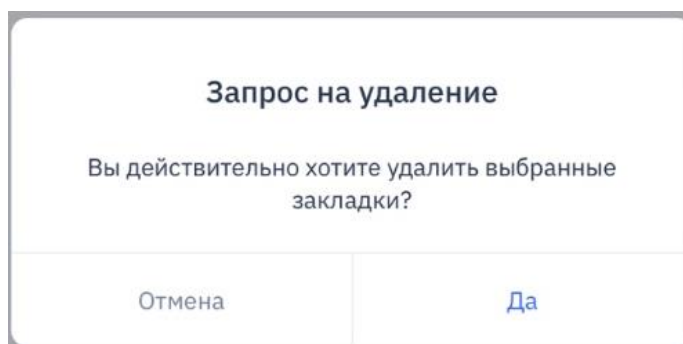 Запрос на удаление
Вы действительно хотите удалить выбранные
закладки?
Отмена
Да